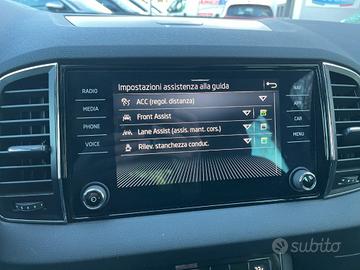 Impostazioni assistenza alla guida
RADIO
MEDIA
PHONE
VOICE
ACC (regol. distanza)
Front Assist
Lane Assist (assis. mant. cors.)
Rilev. stanchezza conduc.
NAV
APP
CAR
MENU
subito